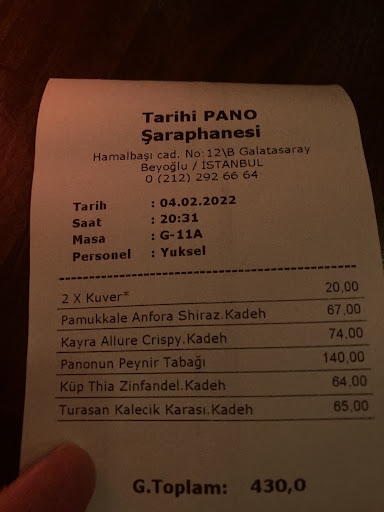 Tarihi PANO
Şaraphanesi
Hamalbaşı cad. No:12\B Galatasaray
Beyoğlu / İSTANBUL
0 (212) 292 66 64
Tarih : 04.02.2022
Saat : 20:31
Masa : G-11A
Personel : Yuksel
2 X Kuver* 20,00
Pamukkale Anfora Shiraz.Kadeh 67,00
Kayra Allure Crispy.Kadeh 74,00
Panonun Peynir Tabağı 140,00
Küp Thia Zinfandel.Kadeh 64,00
Turasan Kalecik Karası.Kadeh 65,00
G.Toplam: 430,0